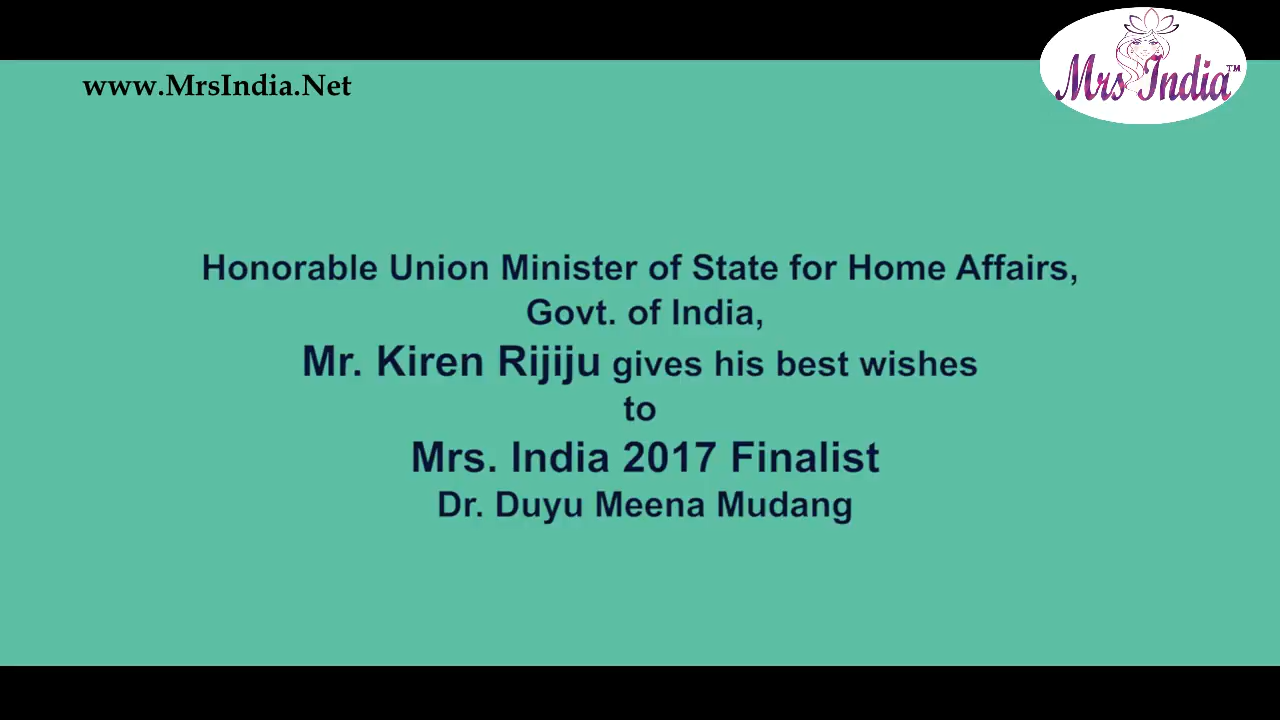 www.MrsIndia.Net
Mrs India™
Honorable Union Minister of State for Home Affairs,
Govt. of India,
Mr. Kiren Rijiju gives his best wishes
to
Mrs. India 2017 Finalist
Dr. Duyu Meena Mudang